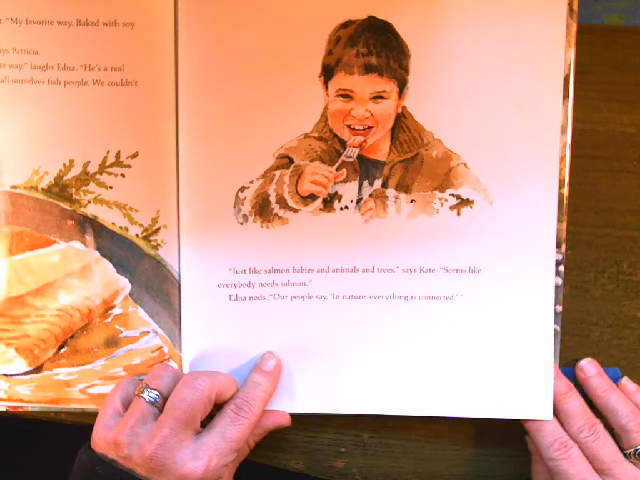 "My favorite way. Baked with soy
ys Patricia.
te way," laughs Edna. "He's a real
all ourselves fish people. We couldn't
"Just like salmon babies and animals and trees," says Kate. "Seems like
everybody needs salmon."
Edna nods. "Our people say, 'In nature, everything is connected.' "